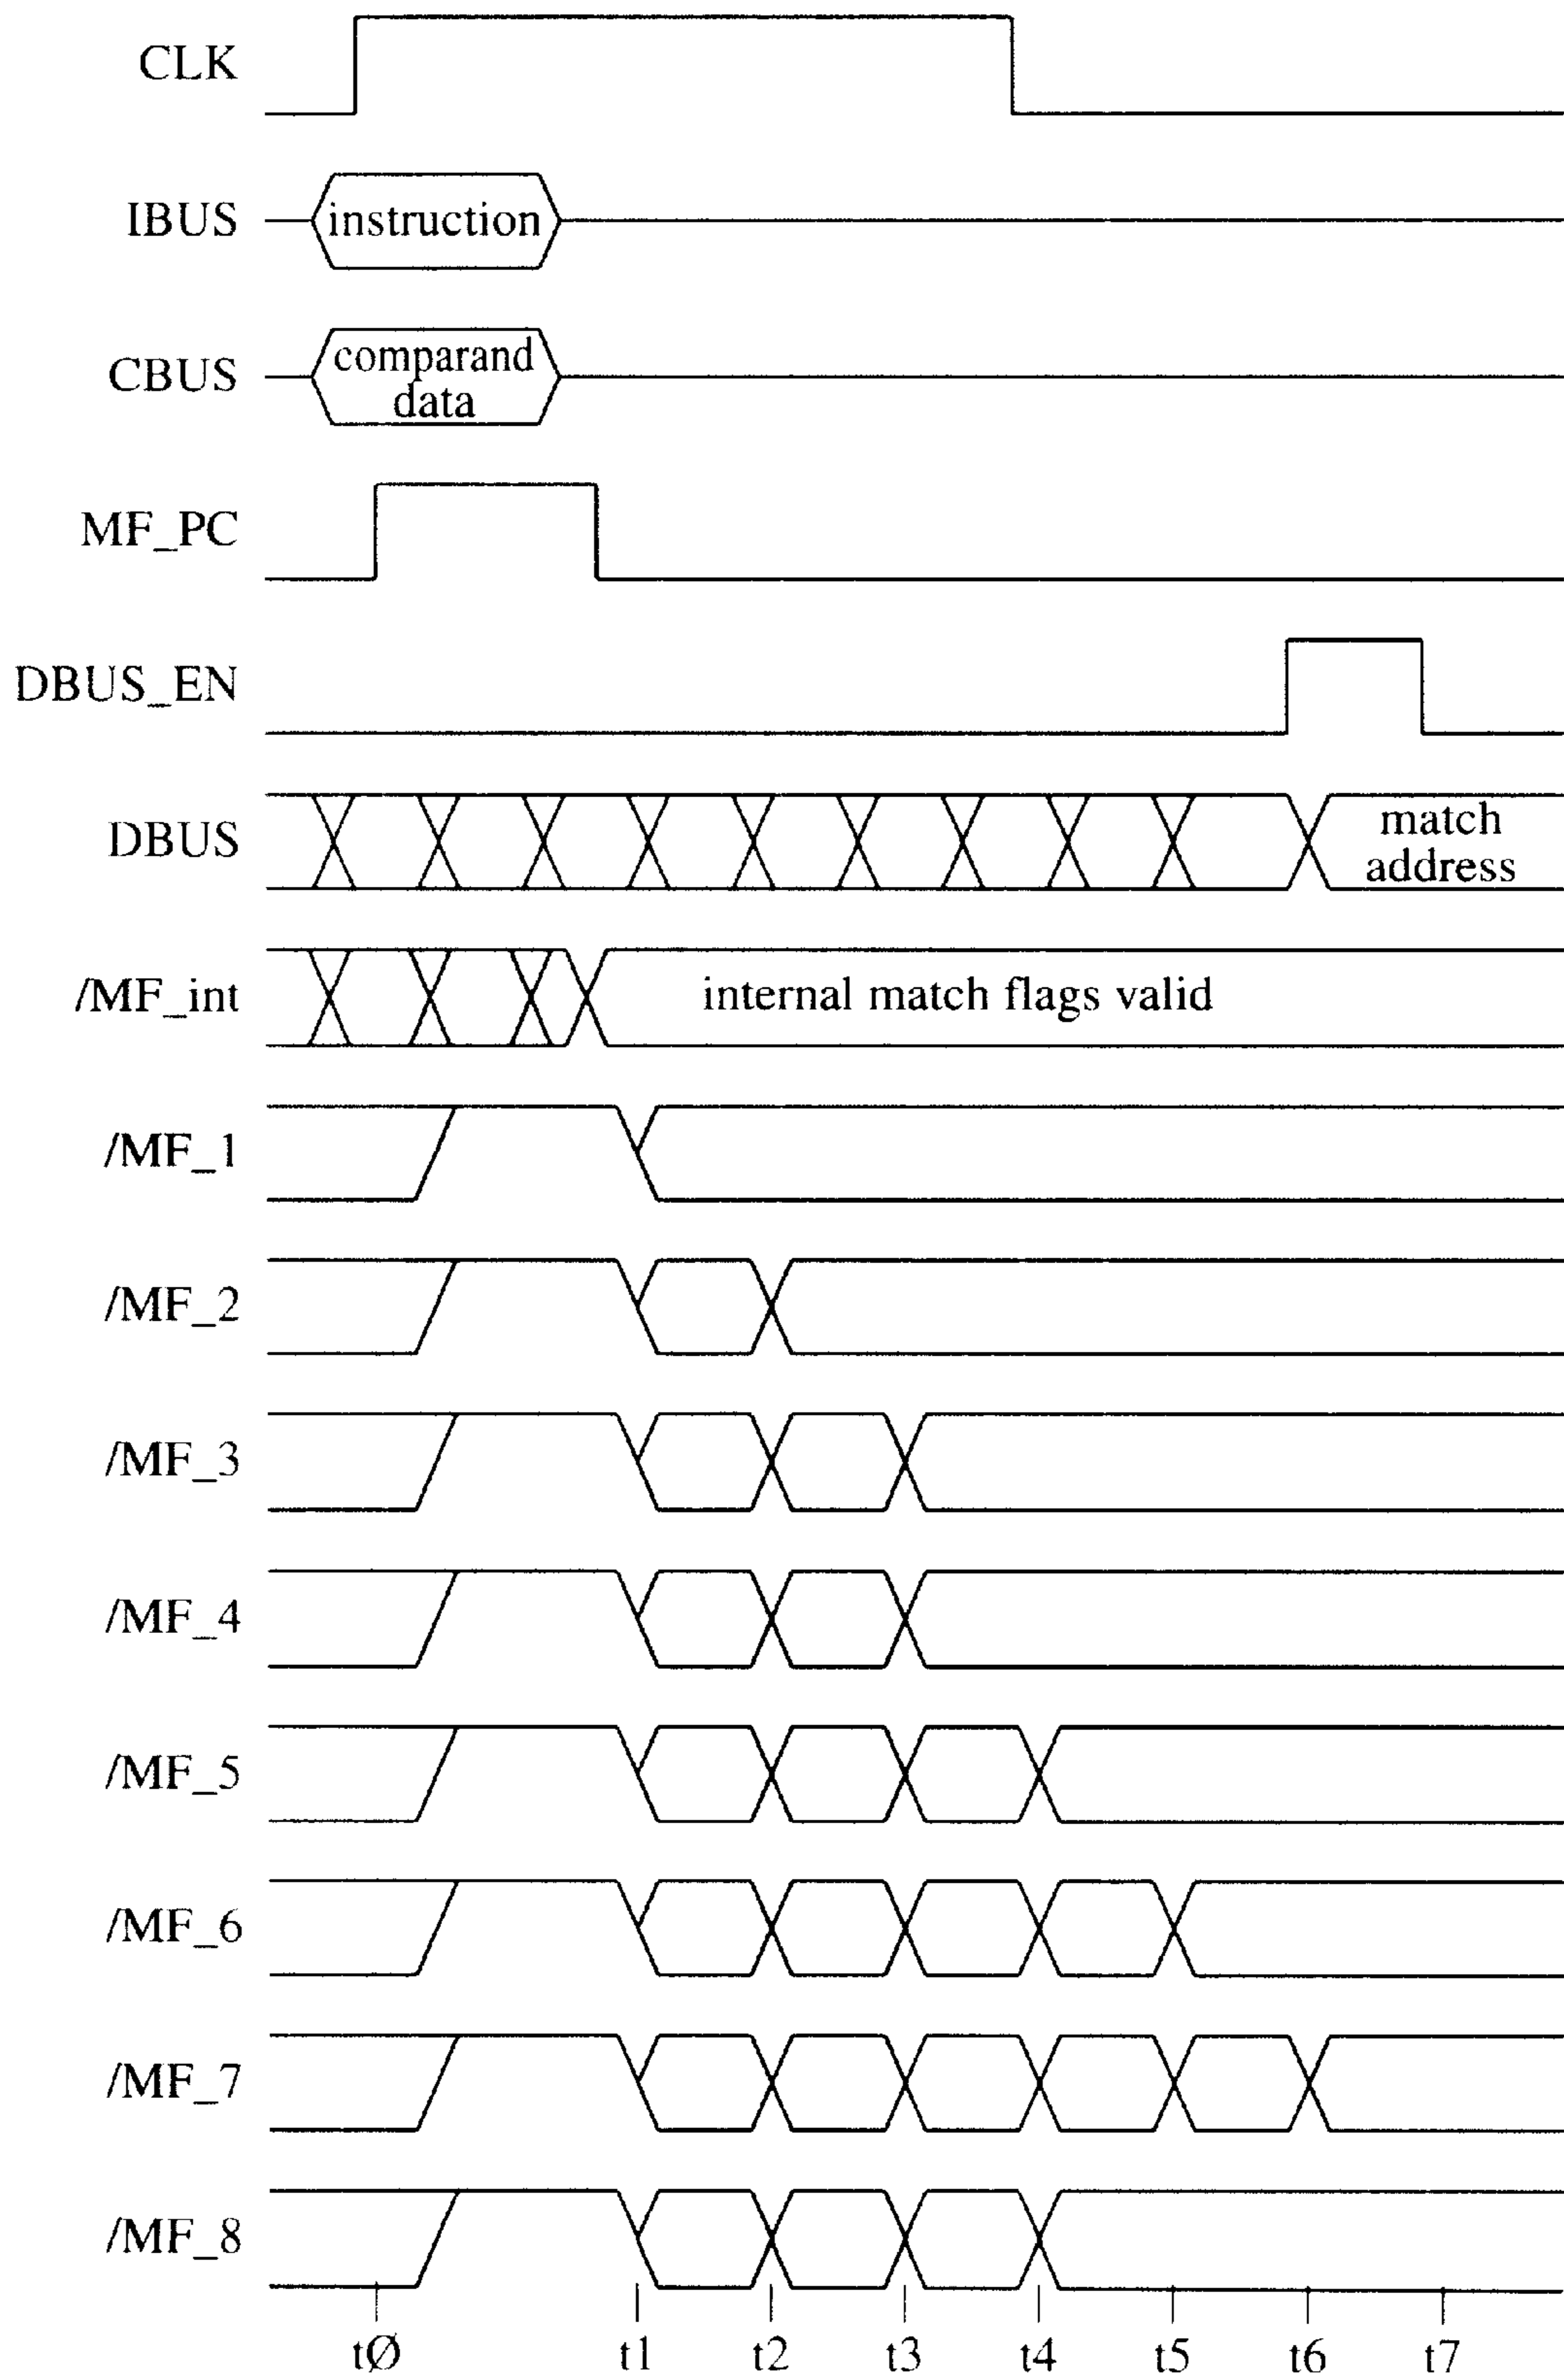 CLK
IBUS
instruction
CBUS
comparand
data
MF_PC
DBUS_EN
DBUS
match
address
/MF_int
internal match flags valid
/MF_1
/MF_2
/MF_3
/MF_4
/MF_5
/MF_6
/MF_7
/MF_8
tØ t1 t2 t3 t4 t5 t6 t7